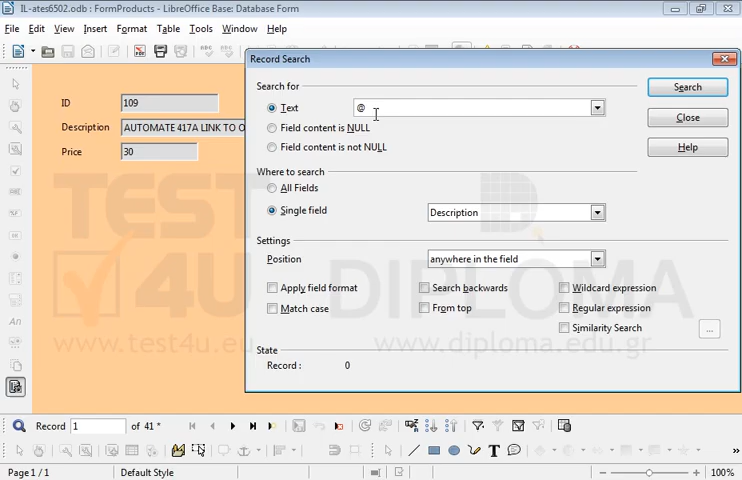 IL-ates6502.odb : FormProducts - LibreOffice Base: Database Form
File Edit View Insert Format Table Tools Window Help
Record Search
ID 109
Description AUTOMATE 417A LINK TO O
Price 30
Search for
Text @
Field content is NULL
Field content is not NULL
Where to search
All Fields
Single field Description
Settings
Position anywhere in the field
Apply field format Search backwards Wildcard expression
Match case From top Regular expression
Similarity Search ...
State
Record : 0
Search
Close
Help
TEST
4U DIPLOMA
www.test4u.eu www.diploma.edu.gr
Record 1 of 41 *
Page 1 / 1 Default Style 100%